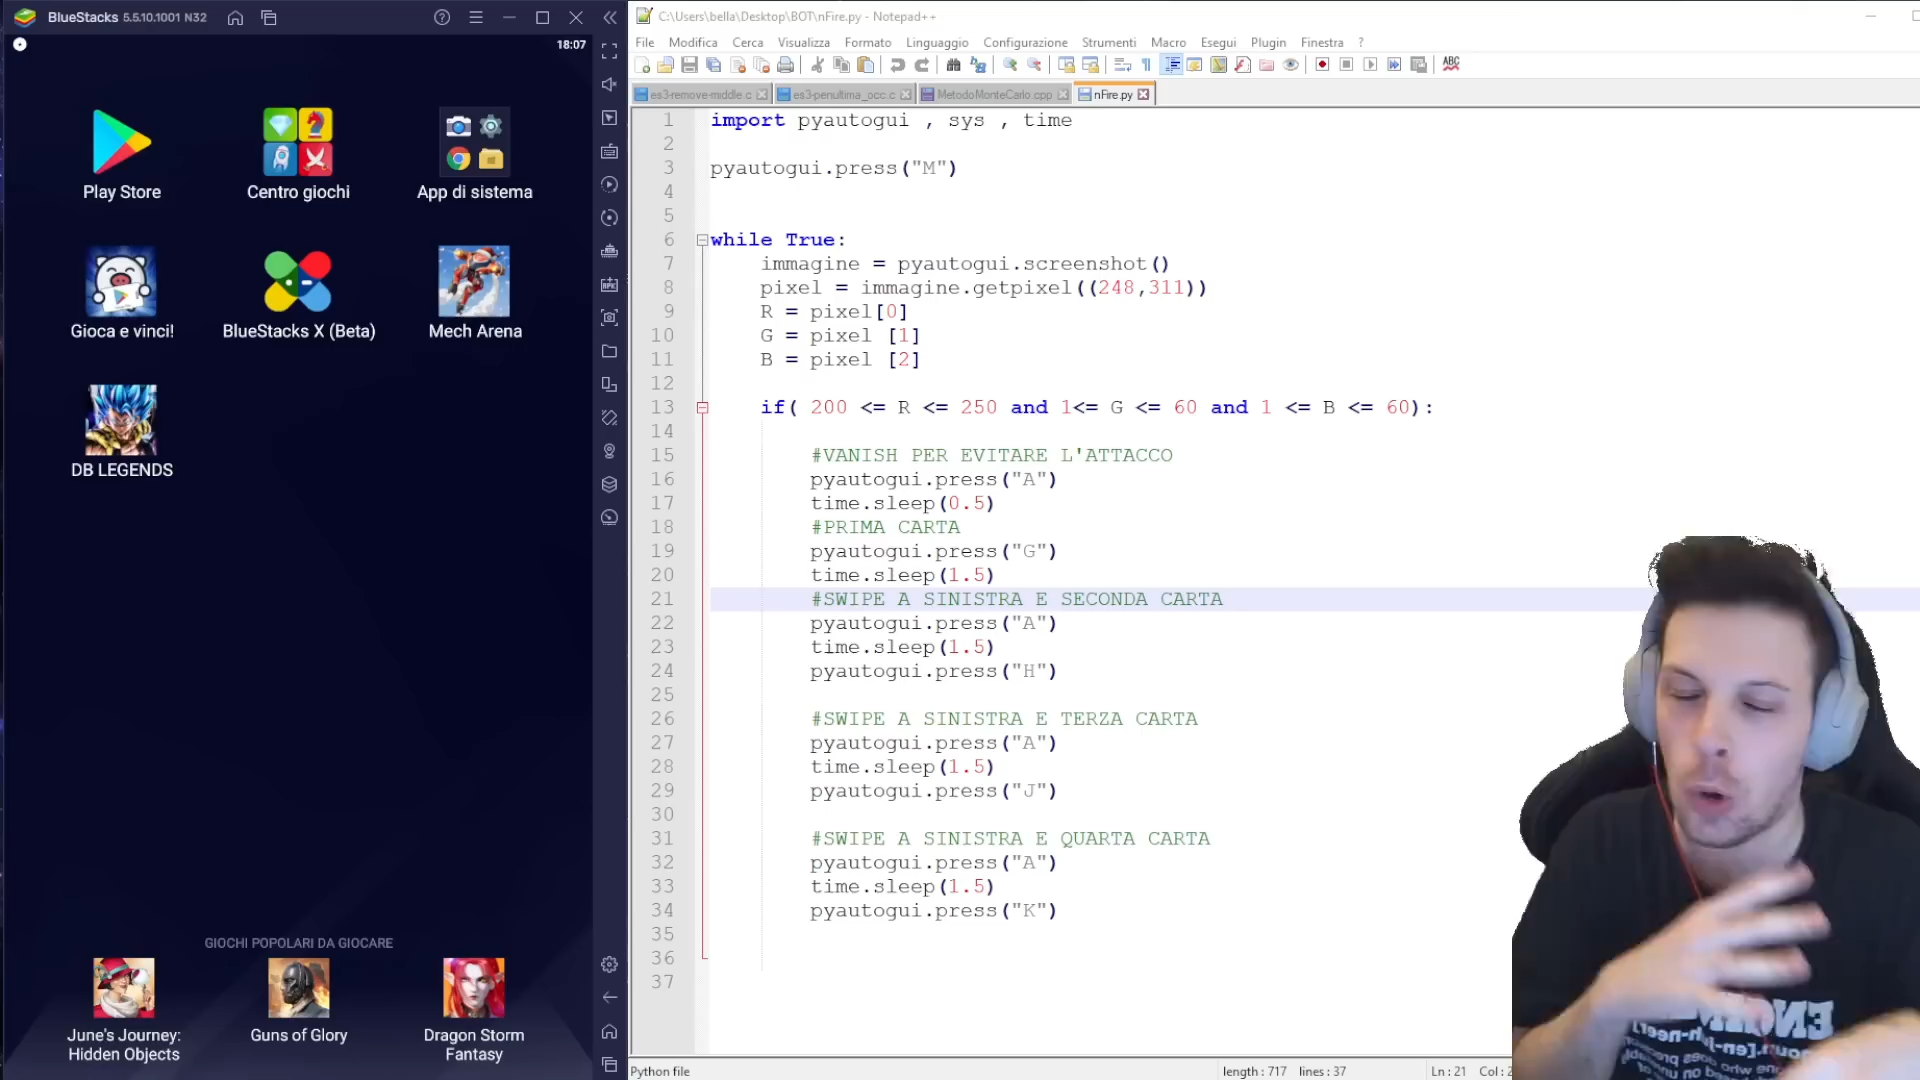 BlueStacks 5.5.10.1001 N32
18:07
Play Store
Centro giochi
App di sistema
Gioca e vinci!
BlueStacks X (Beta)
Mech Arena
DB LEGENDS
GIOCHI POPOLARI DA GIOCARE
June's Journey:
Hidden Objects
Guns of Glory
Dragon Storm
Fantasy
C:\Users\bella\Desktop\BOT\nFire.py - Notepad++
File Modifica Cerca Visualizza Formato Linguaggio Configurazione Strumenti Macro Esegui Plugin Finestra ?
es3-remove-middle.c es3-penultima_occ.c MetodoMonteCarlo.cpp nFire.py
1 import pyautogui , sys , time
2
3 pyautogui.press("M")
4
5
6 while True:
7 immagine = pyautogui.screenshot()
8 pixel = immagine.getpixel((248,311))
9 R = pixel[0]
10 G = pixel [1]
11 B = pixel [2]
12
13 if( 200 <= R <= 250 and 1<= G <= 60 and 1 <= B <= 60):
14
15 #VANISH PER EVITARE L'ATTACCO
16 pyautogui.press("A")
17 time.sleep(0.5)
18 #PRIMA CARTA
19 pyautogui.press("G")
20 time.sleep(1.5)
21 #SWIPE A SINISTRA E SECONDA CARTA
22 pyautogui.press("A")
23 time.sleep(1.5)
24 pyautogui.press("H")
25
26 #SWIPE A SINISTRA E TERZA CARTA
27 pyautogui.press("A")
28 time.sleep(1.5)
29 pyautogui.press("J")
30
31 #SWIPE A SINISTRA E QUARTA CARTA
32 pyautogui.press("A")
33 time.sleep(1.5)
34 pyautogui.press("K")
35
36
37
Python file
length : 717 lines : 37
Ln : 21 Col :